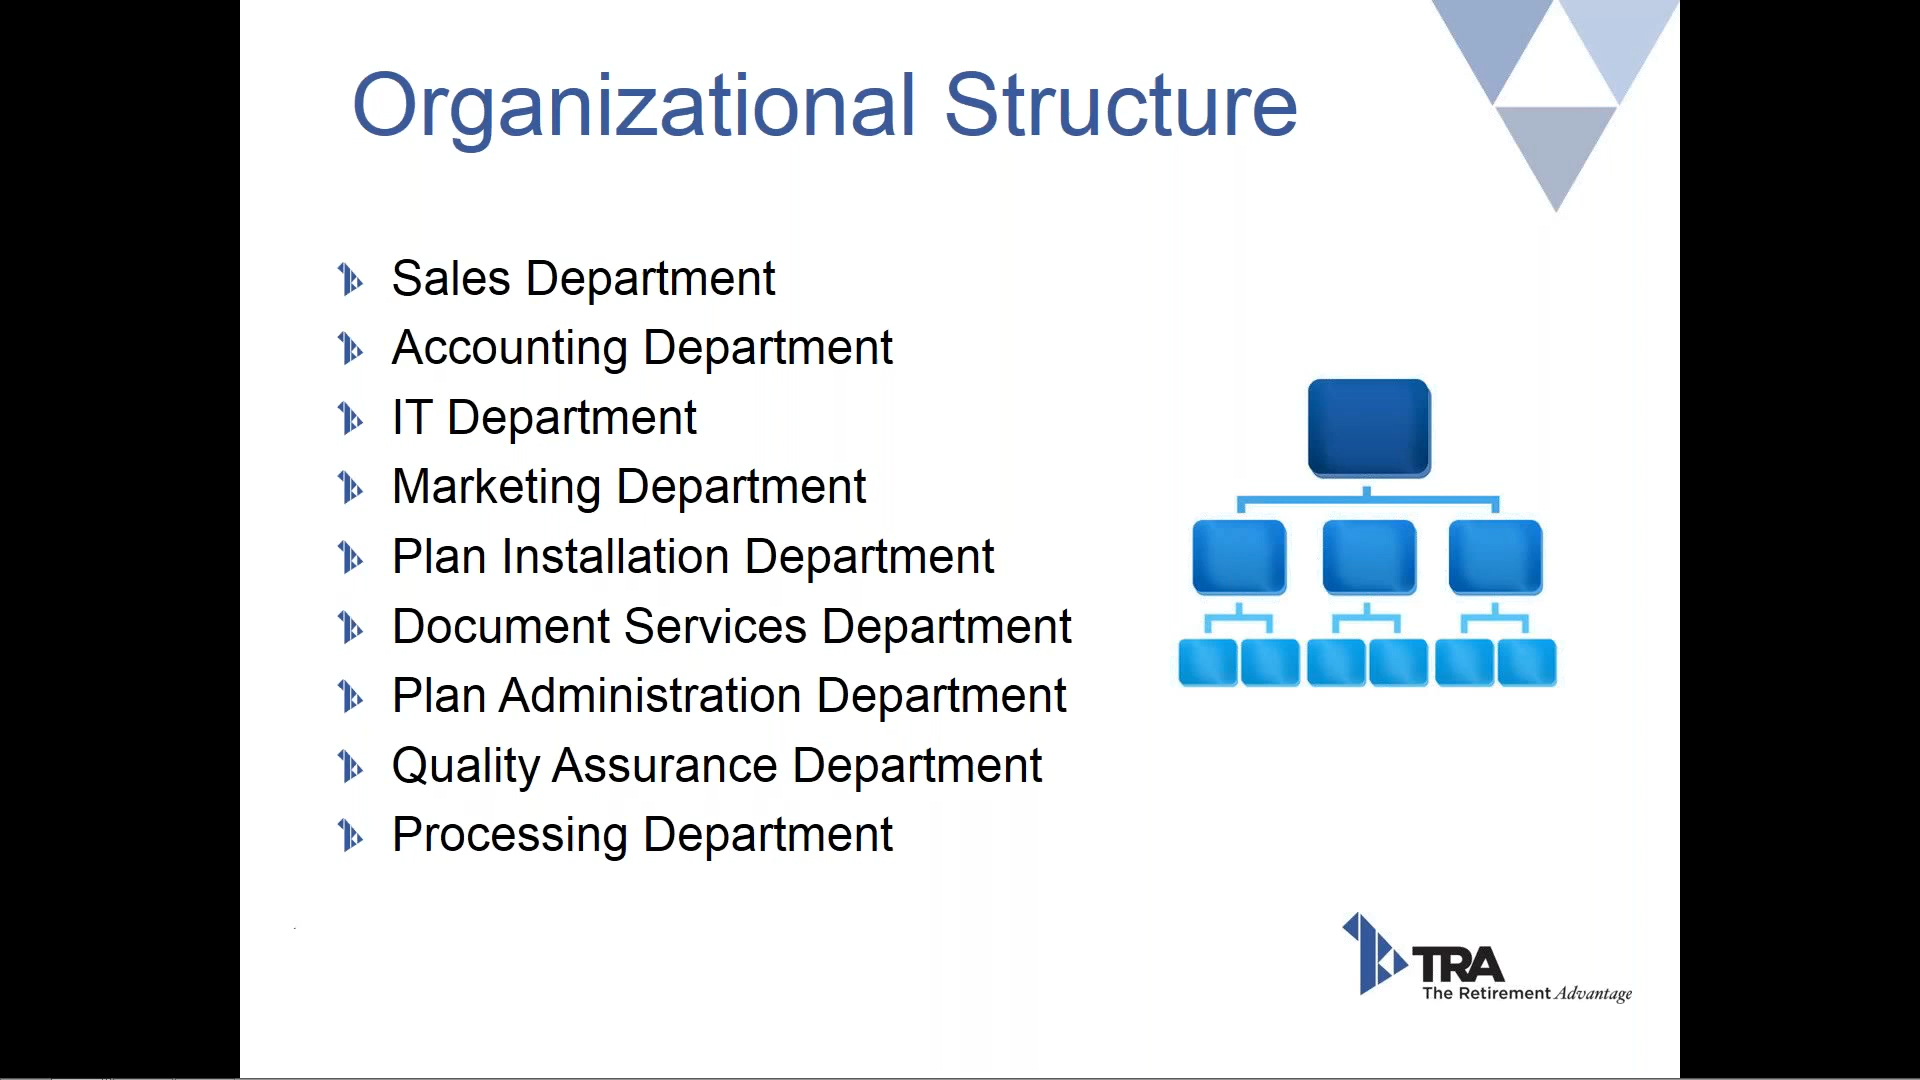 Organizational Structure
Sales Department
Accounting Department
IT Department
Marketing Department
Plan Installation Department
Document Services Department
Plan Administration Department
Quality Assurance Department
Processing Department
TRA
The Retirement Advantage